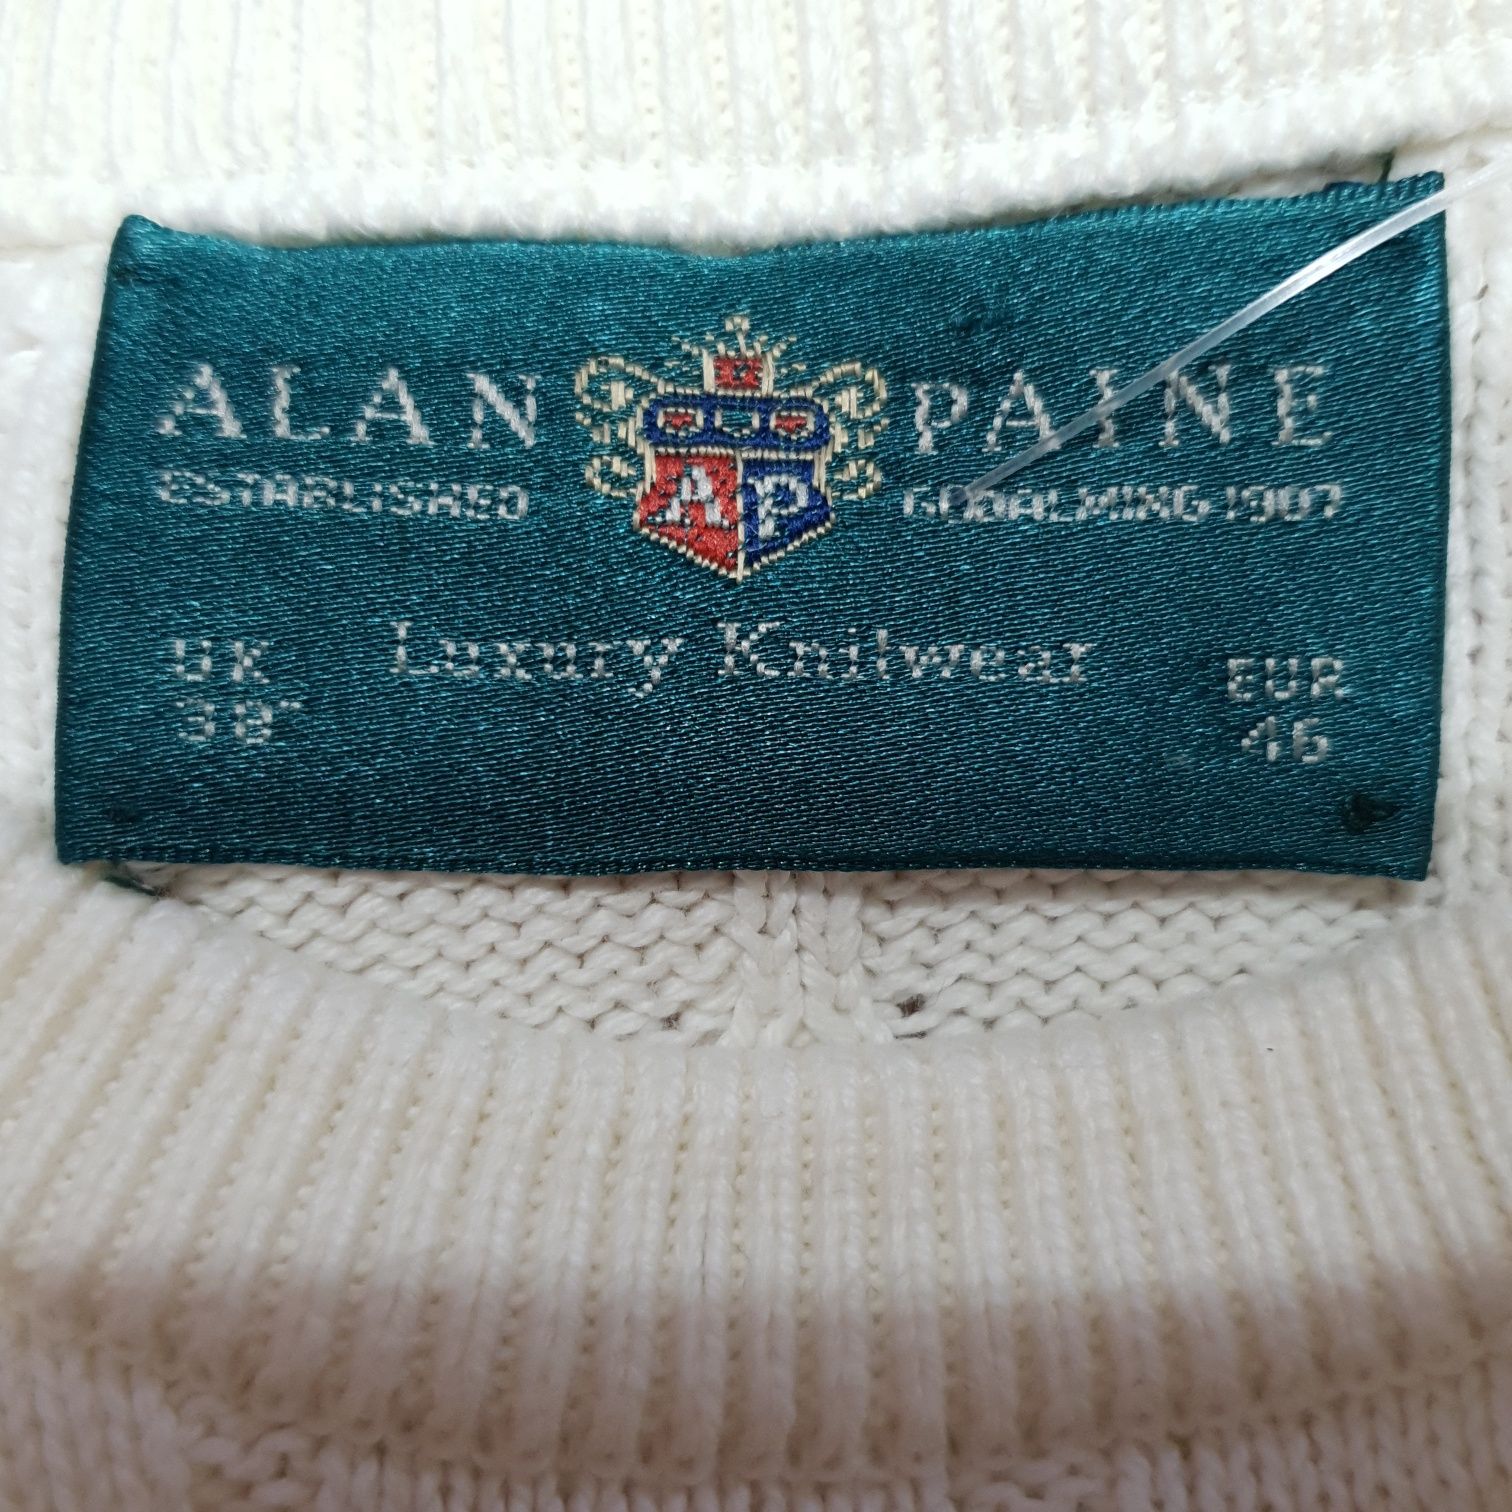 ALAN AP PAINE
ESTABLISHED GODALMING 1907
Luxury Knitwear
UK EUR
38" 46